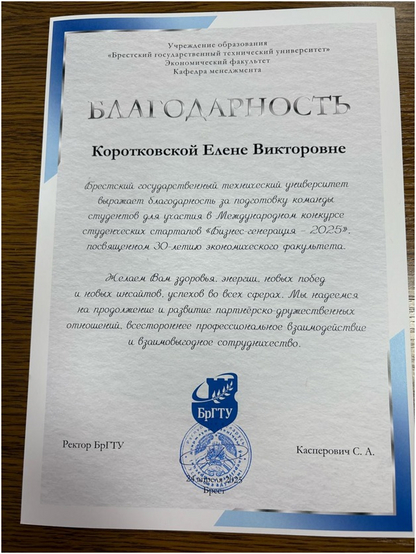 Учреждение образования
«Брестский государственный технический университет»
Экономический факультет
Кафедра менеджмента
БЛАГОДАРНОСТЬ
Коротковской Елене Викторовне
Брестский государственный технический университет
выражает благодарность за подготовку команды
студентов для участия в Международном конкурсе
студенческих стартапов «Бизнес-генерация - 2025»,
посвященном 30-летию экономического факультета.
Желаем Вам здоровья, энергии, новых побед
и новых инсайтов, успехов во всех сферах. Мы надеемся
на продолжение и развитие партнёрско-дружественных
отношений, всестороннее профессиональное взаимодействие
и взаимовыгодное сотрудничество.
БрГТУ
Ректор БрГТУ
Касперович С. А.
2025
Брест